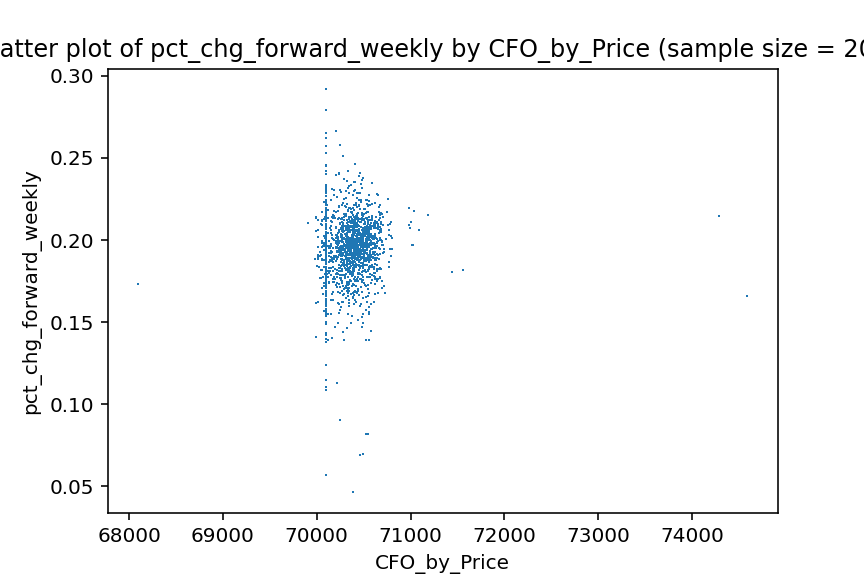 atter plot of pct_chg_forward_weekly by CFO_by_Price (sample size = 20
0.30
0.25
0.20
0.15
0.10
0.05
pct_chg_forward_weekly
68000 69000 70000 71000 72000 73000 74000
CFO_by_Price